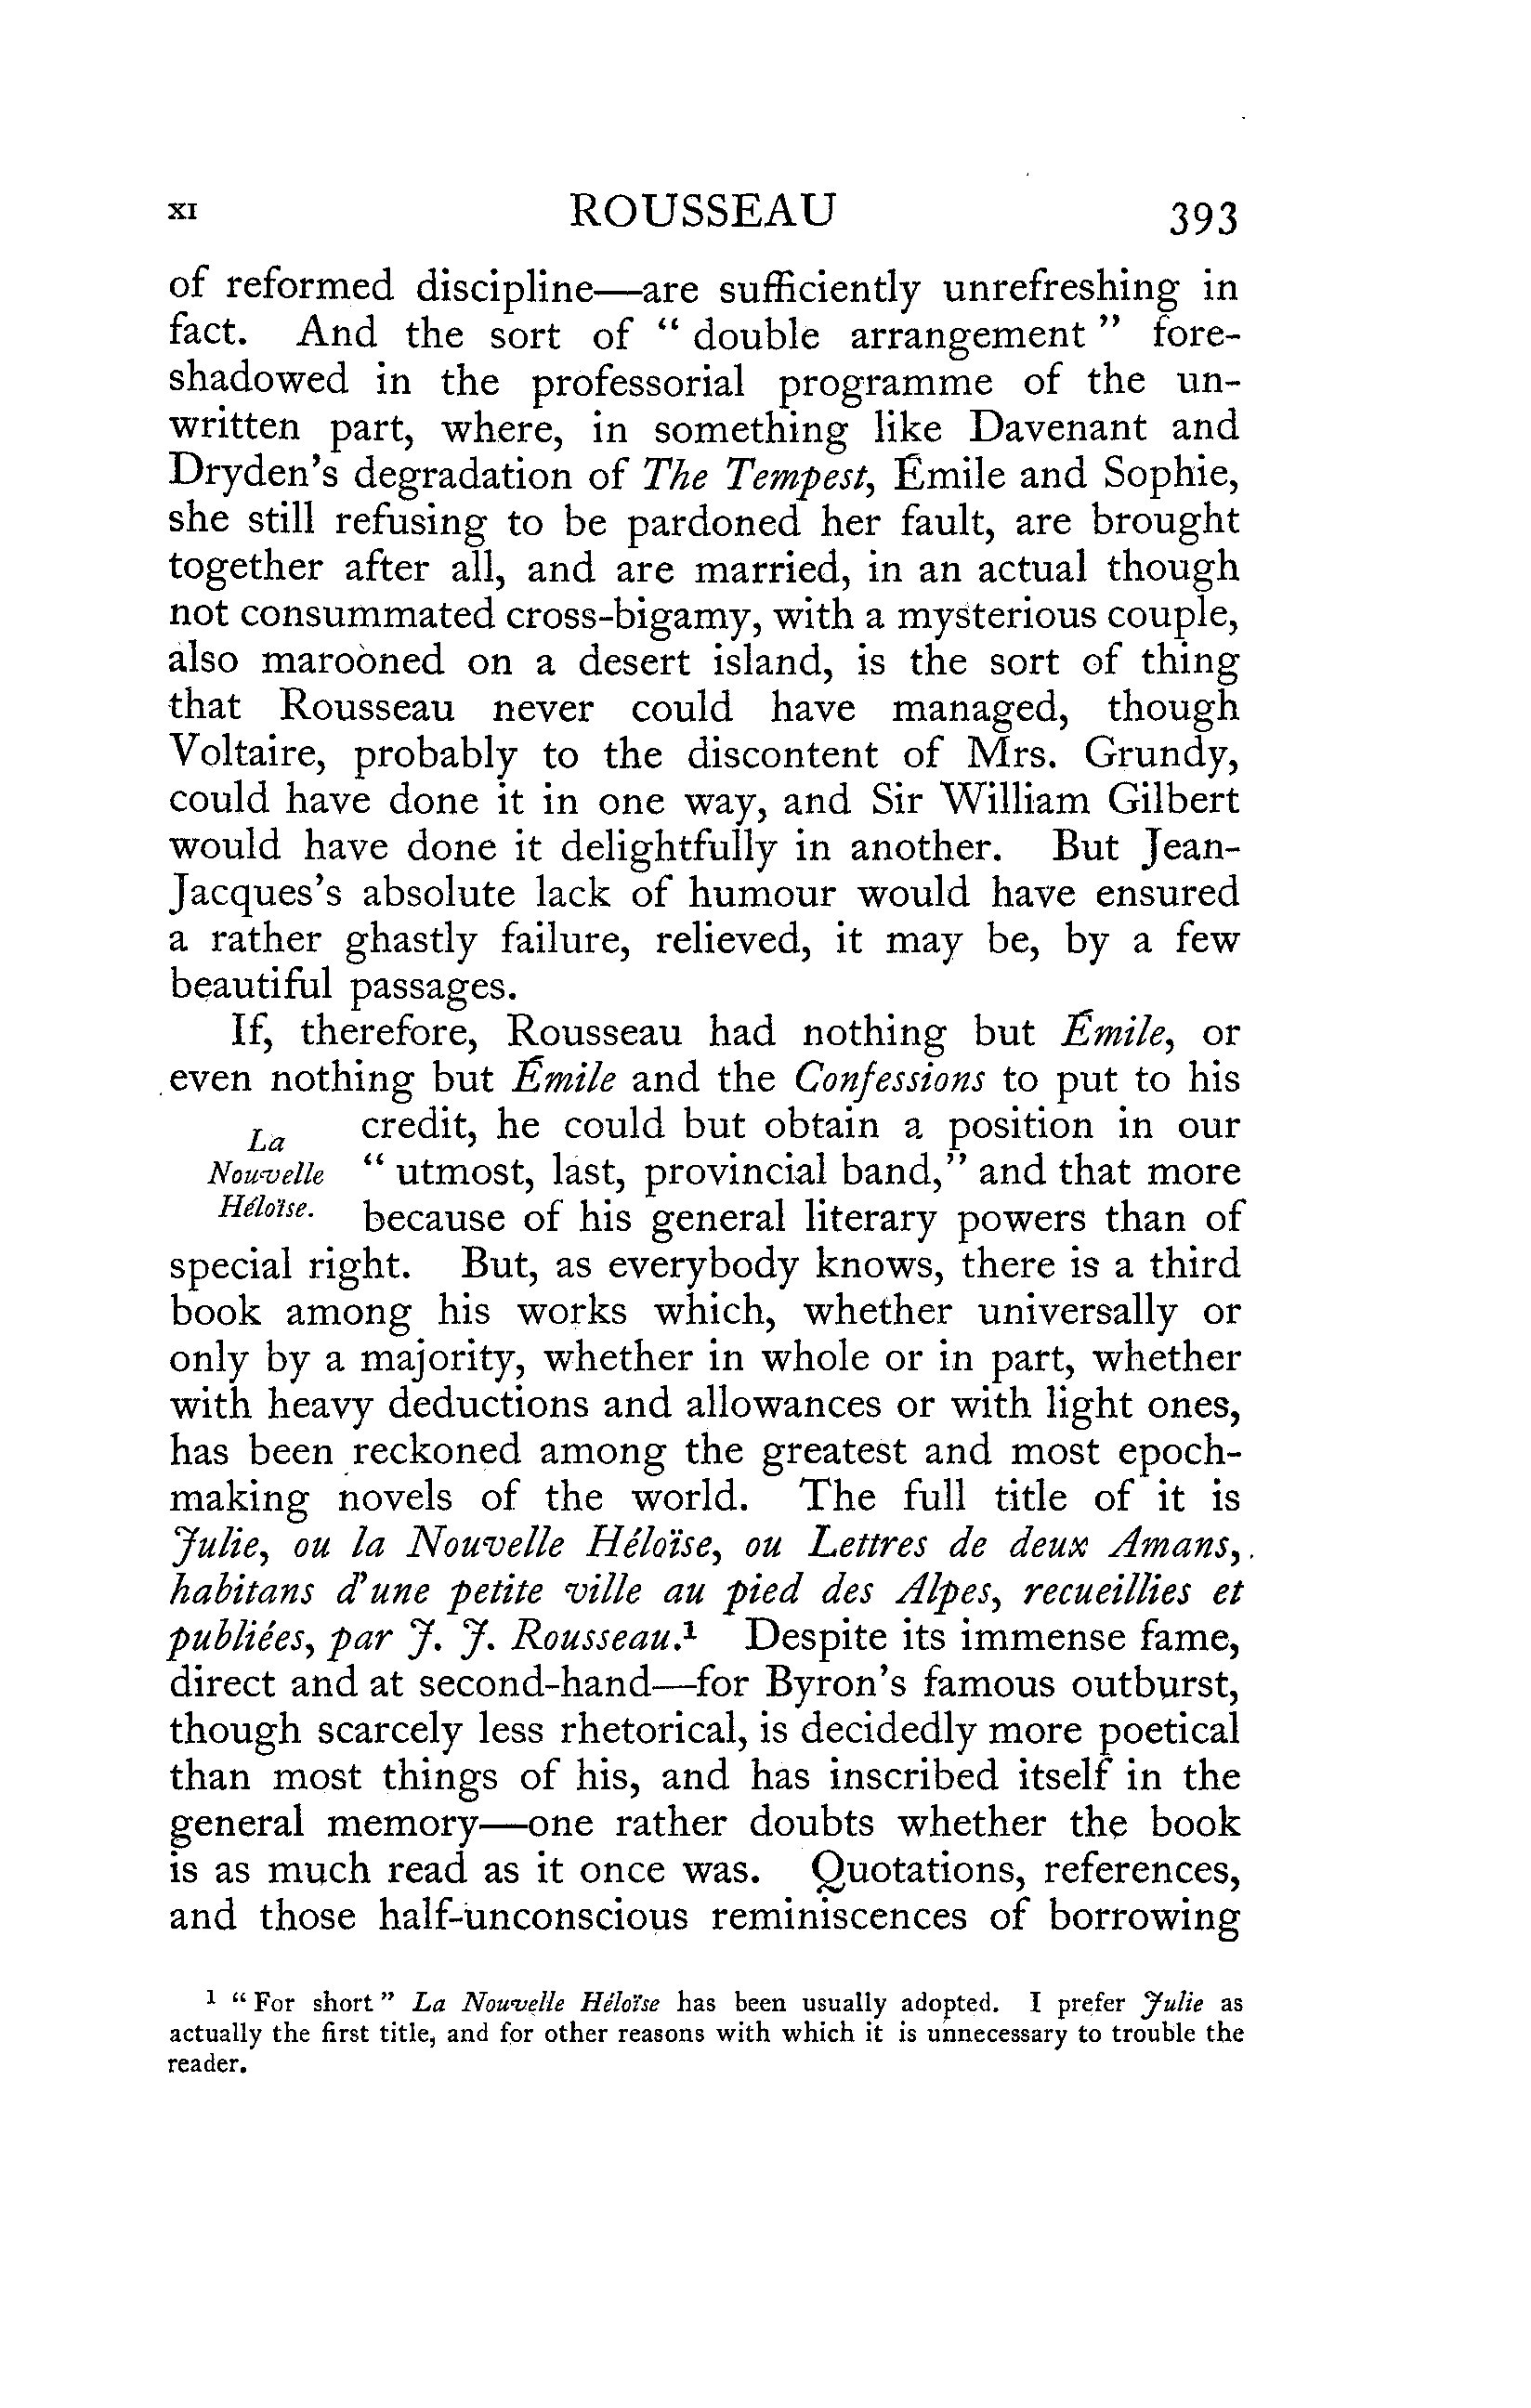 XI ROUSSEAU 393
of reformed discipline—are sufficiently unrefreshing in
fact. And the sort of “ double arrangement ” fore-
shadowed in the professorial programme of the un-
written part, where, in something like Davenant and
Dryden's degradation of The Tempest, Émile and Sophie,
she still refusing to be pardoned her fault, are brought
together after all, and are married, in an actual though
not consummated cross-bigamy, with a mysterious couple,
also marooned on a desert island, is the sort of thing
that Rousseau never could have managed, though
Voltaire, probably to the discontent of Mrs. Grundy,
could have done it in one way, and Sir William Gilbert
would have done it delightfully in another. But Jean-
Jacques's absolute lack of humour would have ensured
a rather ghastly failure, relieved, it may be, by a few
beautiful passages.
If, therefore, Rousseau had nothing but Émile, or
even nothing but Émile and the Confessions to put to his
La
Nouvelle
Héloïse.
credit, he could but obtain a position in our
“ utmost, last, provincial band,” and that more
because of his general literary powers than of
special right. But, as everybody knows, there is a third
book among his works which, whether universally or
only by a majority, whether in whole or in part, whether
with heavy deductions and allowances or with light ones,
has been reckoned among the greatest and most epoch-
making novels of the world. The full title of it is
Julie, ou la Nouvelle Héloïse, ou Lettres de deux Amans,
habitans d'une petite ville au pied des Alpes, recueillies et
publiées, par J. J. Rousseau.¹ Despite its immense fame,
direct and at second-hand—for Byron's famous outburst,
though scarcely less rhetorical, is decidedly more poetical
than most things of his, and has inscribed itself in the
general memory—one rather doubts whether the book
is as much read as it once was. Quotations, references,
and those half-unconscious reminiscences of borrowing
¹ “ For short ” La Nouvelle Héloïse has been usually adopted. I prefer Julie as
actually the first title, and for other reasons with which it is unnecessary to trouble the
reader.